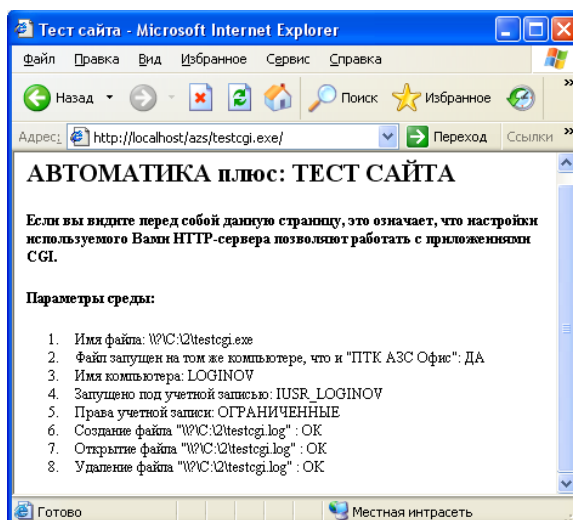 Тест сайта - Microsoft Internet Explorer
Файл Правка Вид Избранное Сервис Справка
Назад Поиск Избранное »
Адрес: http://localhost/azs/testcgi.exe/ Переход Ссылки »
АВТОМАТИКА плюс: ТЕСТ САЙТА
Если вы видите перед собой данную страницу, это означает, что настройки
используемого Вами HTTP-сервера позволяют работать с приложениями
CGI.
Параметры среды:
1. Имя файла: \\?\C:\2\testcgi.exe
2. Файл запущен на том же компьютере, что и "ПТК АЗС Офис": ДА
3. Имя компьютера: LOGINOV
4. Запущено под учетной записью: IUSR_LOGINOV
5. Права учетной записи: ОГРАНИЧЕННЫЕ
6. Создание файла "\\?\C:\2\testcgi.log" : OK
7. Открытие файла "\\?\C:\2\testcgi.log" : OK
8. Удаление файла "\\?\C:\2\testcgi.log" : OK
Готово Местная интрасеть